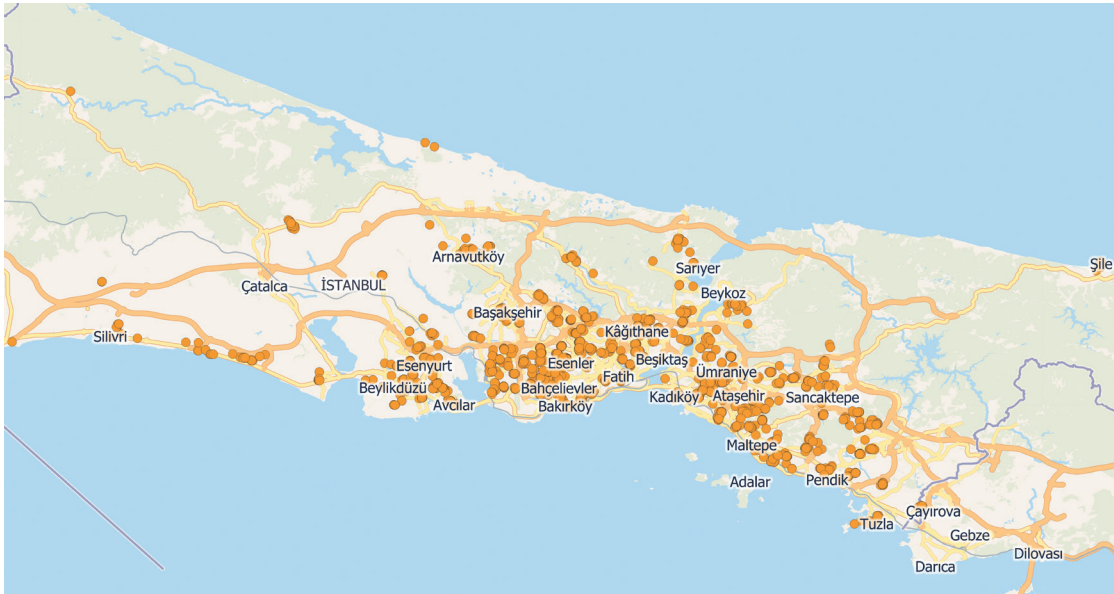 Şile
Arnavutköy
Sarıyer
Çatalca
İSTANBUL
Beykoz
Başakşehir
Silivri
Kâğıthane
Esenyurt
Esenler
Beşiktaş
Ümraniye
Fatih
Beylikdüzü
Bahçelievler
Kadıköy
Ataşehir
Sancaktepe
Avcılar
Bakırköy
Maltepe
Adalar
Pendik
Çayırova
Tuzla
Gebze
Dilovası
Darıca